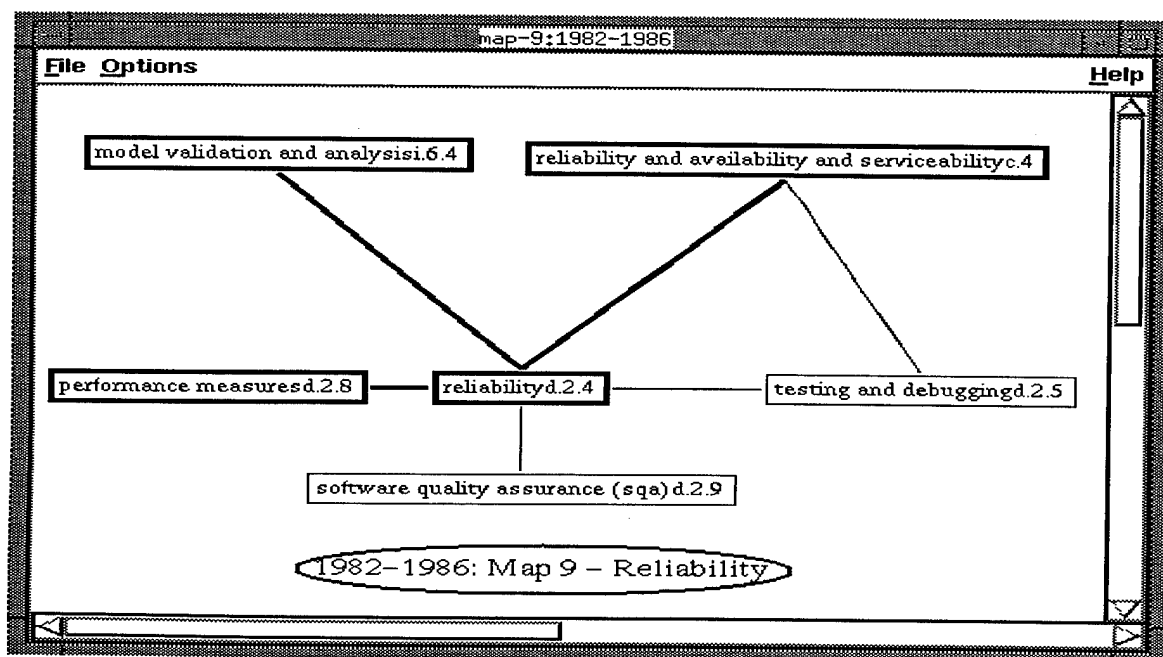 map-9:1982-1986
File Options
Help
model validation and analysisi.6.4
reliability and availability and serviceabilityc.4
performance measuresd.2.8
reliabilityd.2.4
testing and debuggingd.2.5
software quality assurance (sqa)d.2.9
1982-1986: Map 9 – Reliability